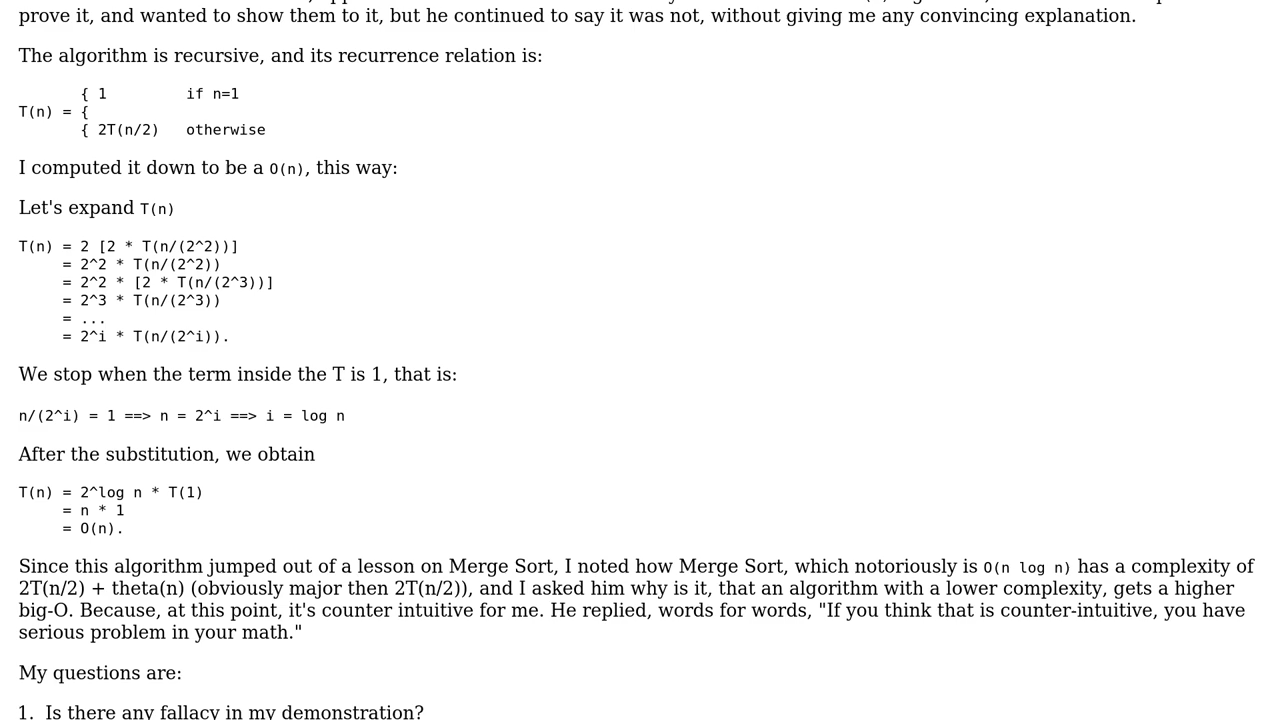 prove it, and wanted to show them to it, but he continued to say it was not, without giving me any convincing explanation.
The algorithm is recursive, and its recurrence relation is:
       { 1         if n=1
T(n) = {
       { 2T(n/2)   otherwise
I computed it down to be a O(n), this way:
Let's expand T(n)
T(n) = 2 [2 * T(n/(2^2))]
     = 2^2 * T(n/(2^2))
     = 2^2 * [2 * T(n/(2^3))]
     = 2^3 * T(n/(2^3))
     = ...
     = 2^i * T(n/(2^i)).
We stop when the term inside the T is 1, that is:
n/(2^i) = 1 ==> n = 2^i ==> i = log n
After the substitution, we obtain
T(n) = 2^log n * T(1)
     = n * 1
     = O(n).
Since this algorithm jumped out of a lesson on Merge Sort, I noted how Merge Sort, which notoriously is O(n log n) has a complexity of
2T(n/2) + theta(n) (obviously major then 2T(n/2)), and I asked him why is it, that an algorithm with a lower complexity, gets a higher
big-O. Because, at this point, it's counter intuitive for me. He replied, words for words, "If you think that is counter-intuitive, you have
serious problem in your math."
My questions are:
1. Is there any fallacy in my demonstration?